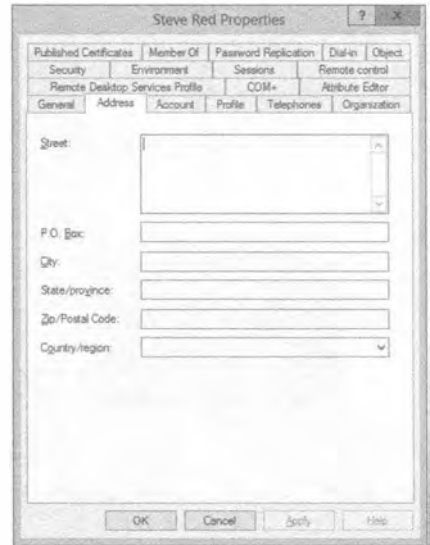 Steve Red Properties
? x
Published Certificates Member Of Password Replication Dial-in Object
Security Environment Sessions Remote control
Remote Desktop Services Profile COM+ Attribute Editor
General Address Account Profile Telephones Organization
Street:
P.O. Box:
City:
State/province:
Zip/Postal Code:
Country/region:
OK Cancel Apply Help